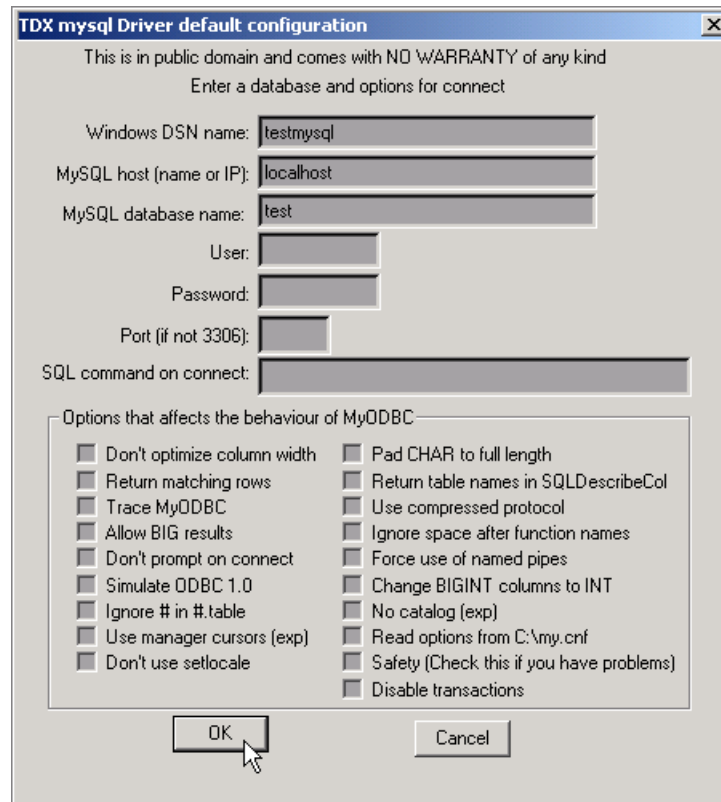 TDX mysql Driver default configuration
This is in public domain and comes with NO WARRANTY of any kind
Enter a database and options for connect
Windows DSN name: testmysql
MySQL host (name or IP): localhost
MySQL database name: test
User:
Password:
Port (if not 3306):
SQL command on connect:
Options that affects the behaviour of MyODBC
Don't optimize column width
Return matching rows
Trace MyODBC
Allow BIG results
Don't prompt on connect
Simulate ODBC 1.0
Ignore # in #.table
Use manager cursors (exp)
Don't use setlocale
Pad CHAR to full length
Return table names in SQLDescribeCol
Use compressed protocol
Ignore space after function names
Force use of named pipes
Change BIGINT columns to INT
No catalog (exp)
Read options from C:\my.cnf
Safety (Check this if you have problems)
Disable transactions
OK
Cancel